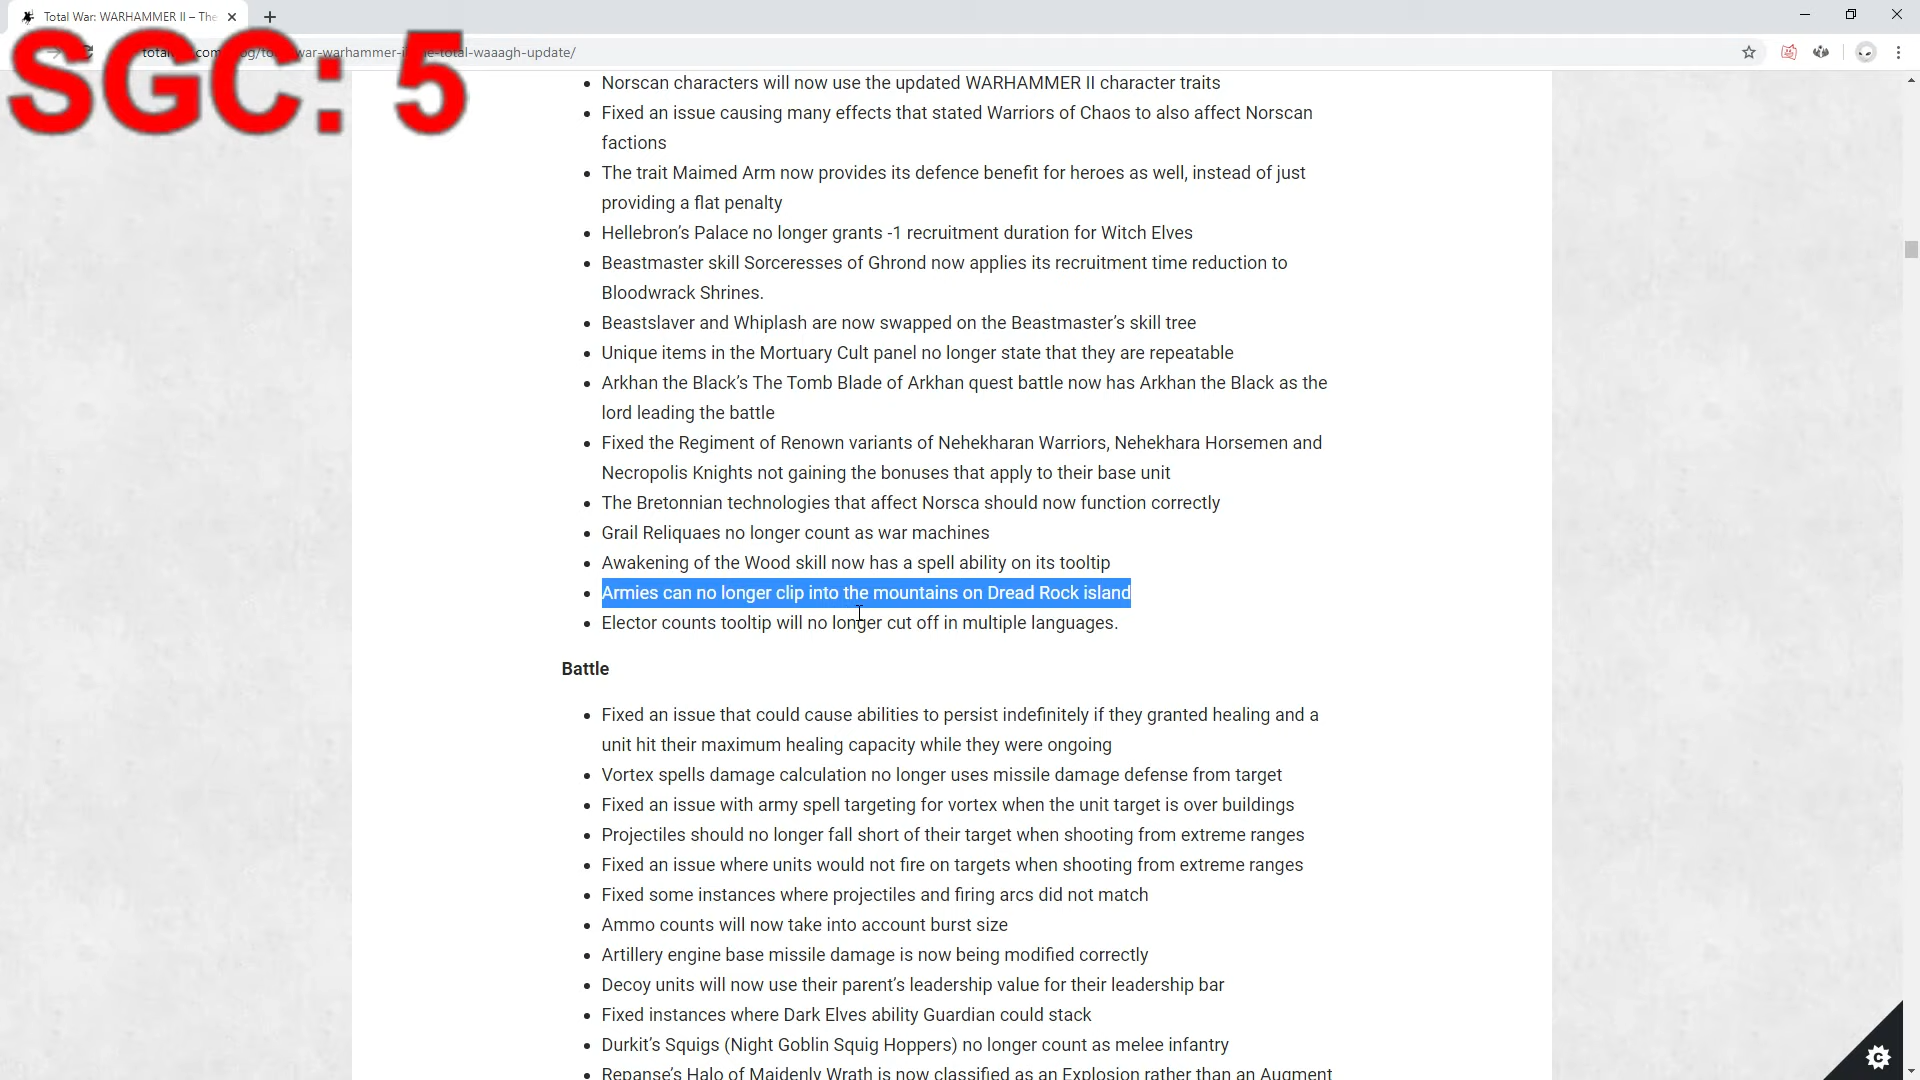 Total War: WARHAMMER II – The
SGC: 5
war-warhammer-i
total-waaagh-update/
Norscan characters will now use the updated WARHAMMER II character traits
Fixed an issue causing many effects that stated Warriors of Chaos to also affect Norscan
factions
The trait Maimed Arm now provides its defence benefit for heroes as well, instead of just
providing a flat penalty
Hellebron’s Palace no longer grants -1 recruitment duration for Witch Elves
Beastmaster skill Sorceresses of Ghrond now applies its recruitment time reduction to
Bloodwrack Shrines.
Beastslaver and Whiplash are now swapped on the Beastmaster’s skill tree
Unique items in the Mortuary Cult panel no longer state that they are repeatable
Arkhan the Black’s The Tomb Blade of Arkhan quest battle now has Arkhan the Black as the
lord leading the battle
Fixed the Regiment of Renown variants of Nehekharan Warriors, Nehekhara Horsemen and
Necropolis Knights not gaining the bonuses that apply to their base unit
The Bretonnian technologies that affect Norsca should now function correctly
Grail Reliquaes no longer count as war machines
Awakening of the Wood skill now has a spell ability on its tooltip
Armies can no longer clip into the mountains on Dread Rock island
Elector counts tooltip will no longer cut off in multiple languages.
Battle
Fixed an issue that could cause abilities to persist indefinitely if they granted healing and a
unit hit their maximum healing capacity while they were ongoing
Vortex spells damage calculation no longer uses missile damage defense from target
Fixed an issue with army spell targeting for vortex when the unit target is over buildings
Projectiles should no longer fall short of their target when shooting from extreme ranges
Fixed an issue where units would not fire on targets when shooting from extreme ranges
Fixed some instances where projectiles and firing arcs did not match
Ammo counts will now take into account burst size
Artillery engine base missile damage is now being modified correctly
Decoy units will now use their parent’s leadership value for their leadership bar
Fixed instances where Dark Elves ability Guardian could stack
Durkit’s Squigs (Night Goblin Squig Hoppers) no longer count as melee infantry
Repanse’s Halo of Maidenly Wrath is now classified as an Explosion rather than an Augment